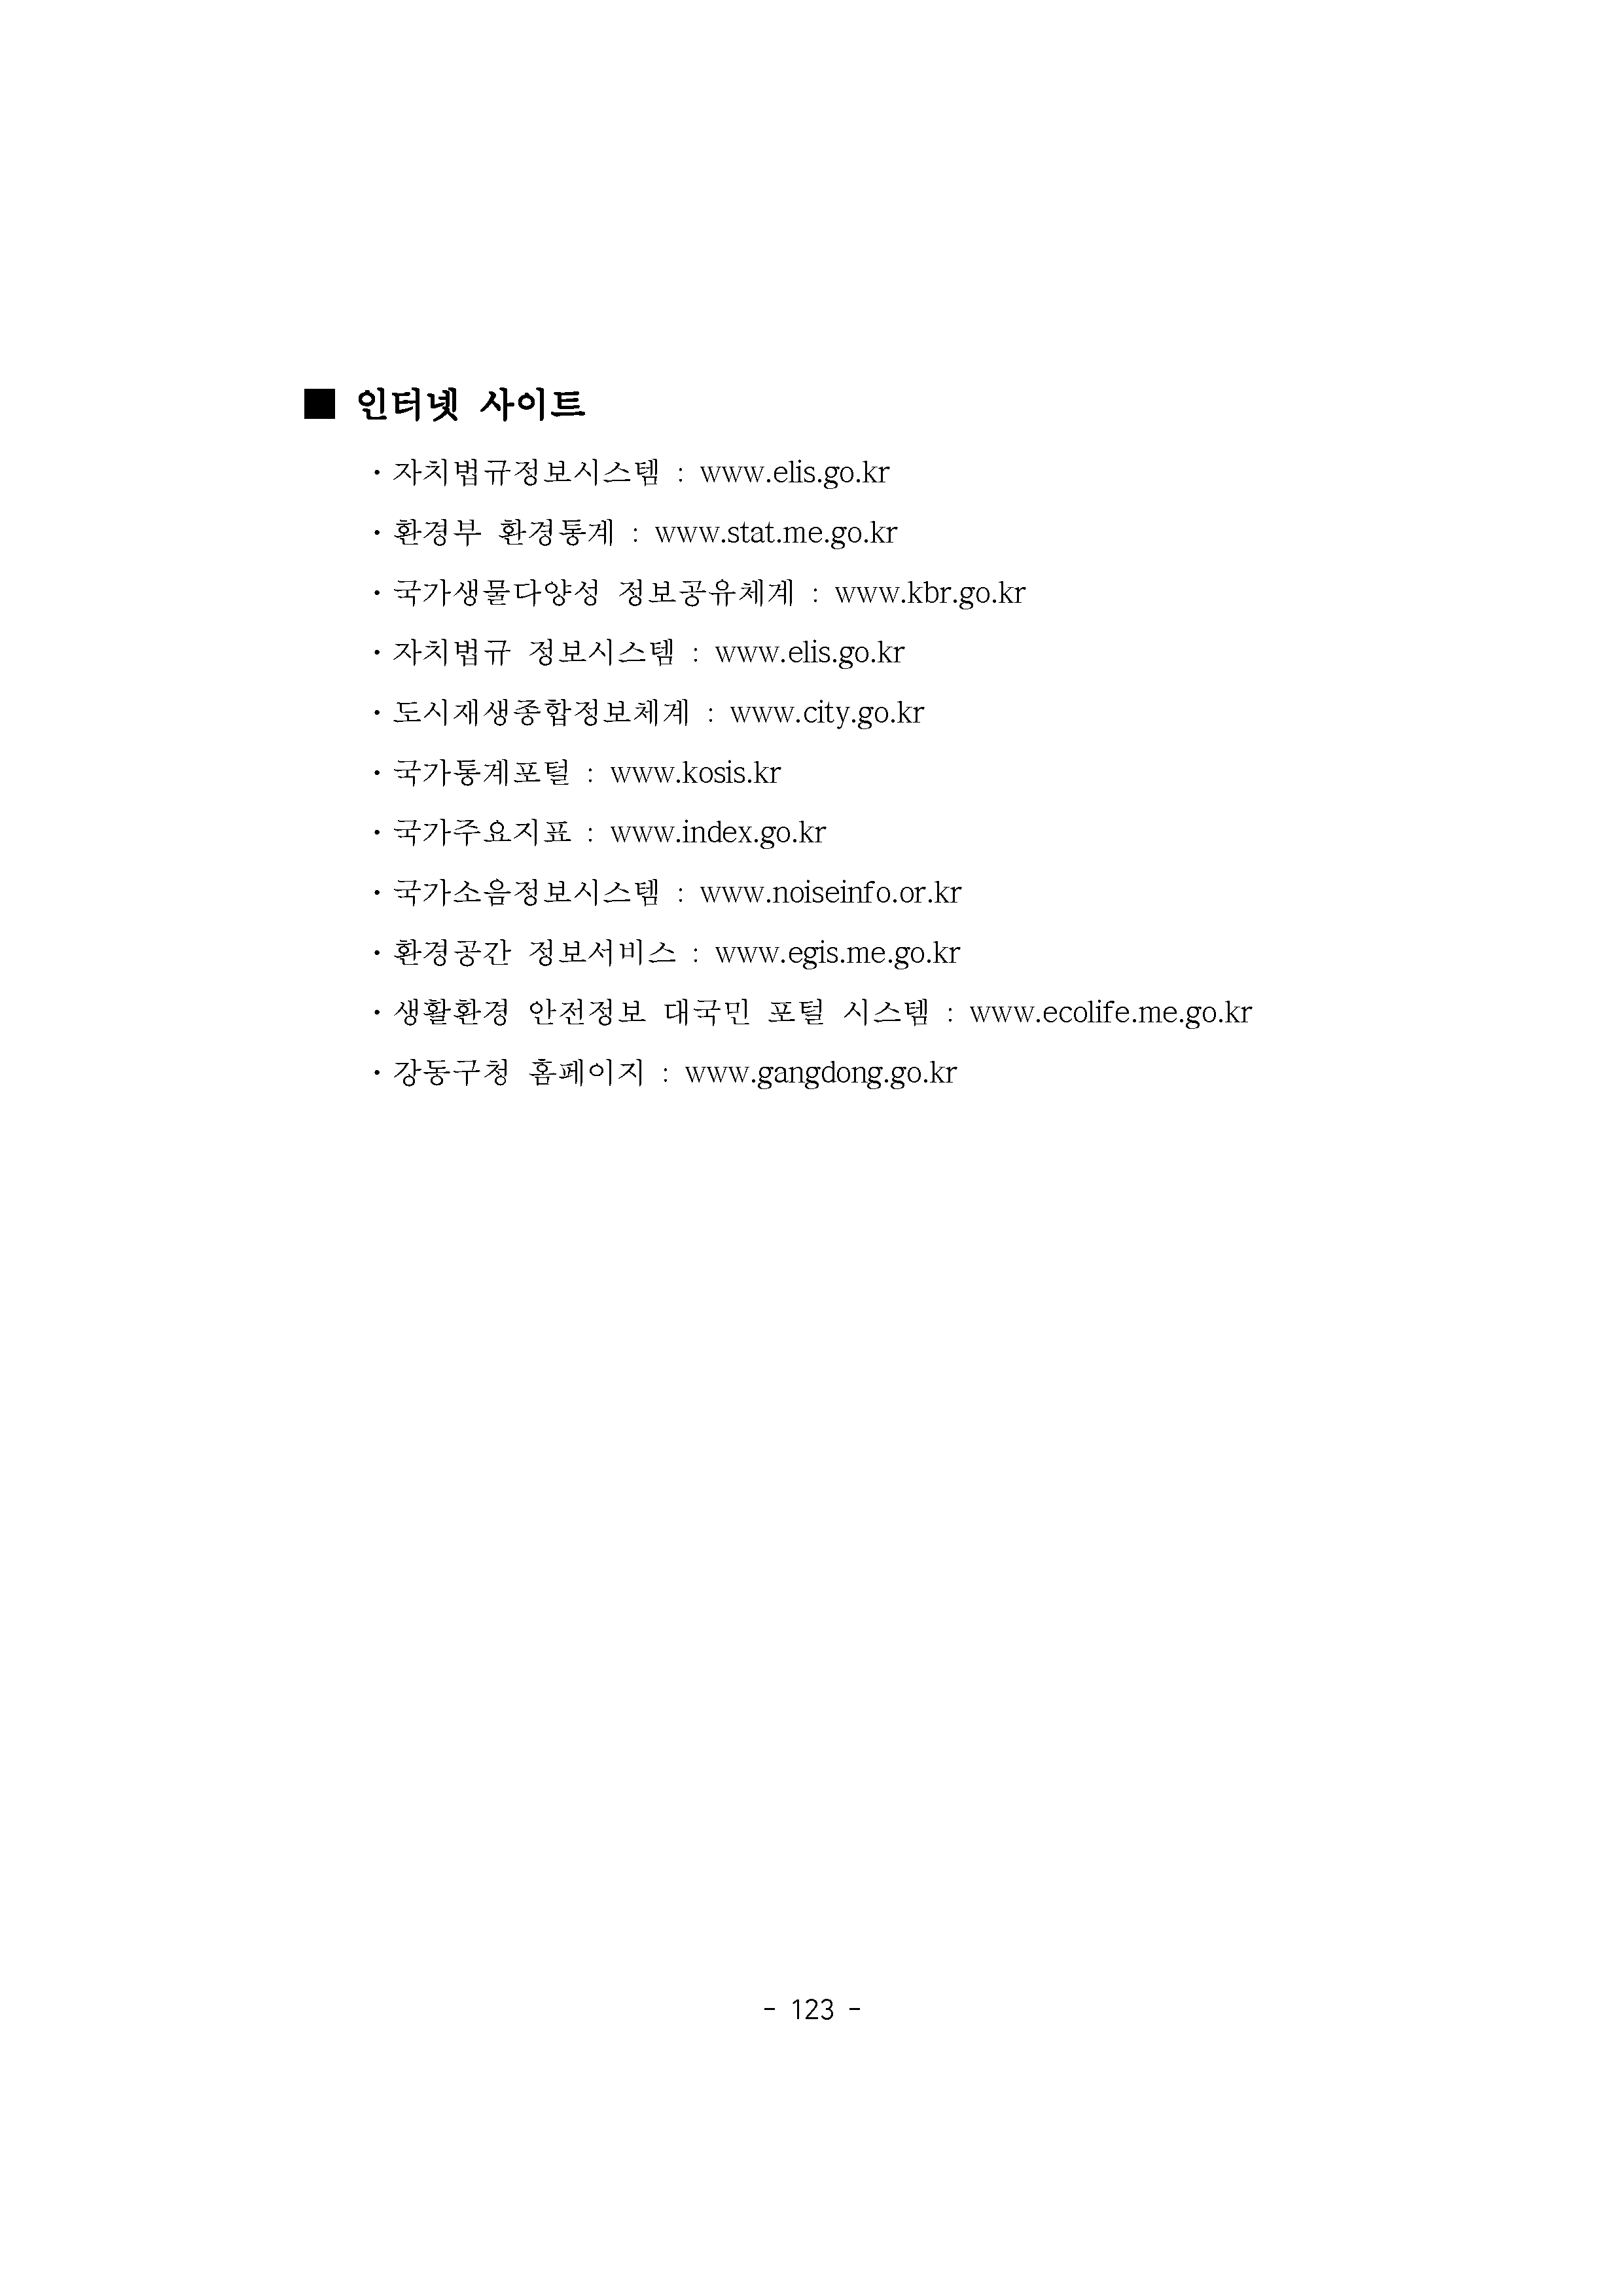 ■ 인터넷 사이트
· 자치법규정보시스템 : www.elis.go.kr
· 환경부 환경통계 : www.stat.me.go.kr
· 국가생물다양성 정보공유체계 : www.kbr.go.kr
· 자치법규 정보시스템 : www.elis.go.kr
· 도시재생종합정보체계 : www.city.go.kr
· 국가통계포털 : www.kosis.kr
· 국가주요지표 : www.index.go.kr
· 국가소음정보시스템 : www.noiseinfo.or.kr
· 환경공간 정보서비스 : www.egis.me.go.kr
· 생활환경 안전정보 대국민 포털 시스템 : www.ecolife.me.go.kr
· 강동구청 홈페이지 : www.gangdong.go.kr
- 123 -